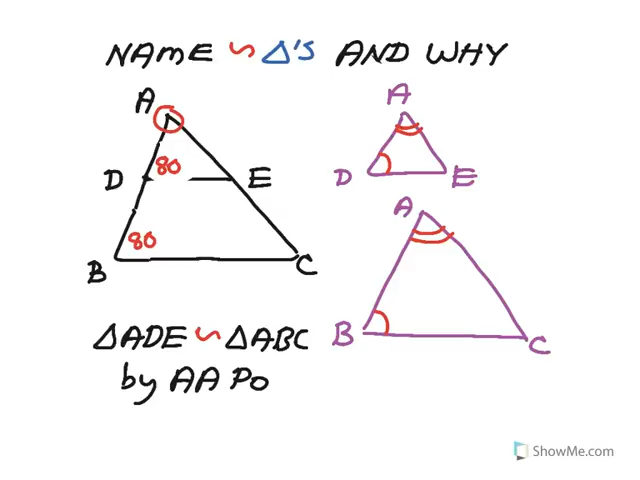 NAME ∽ △'S AND WHY
A
80
D
E
80
B
C
A
D
E
A
B
C
△ADE ∽ △ABC
by AA Po
ShowMe.com